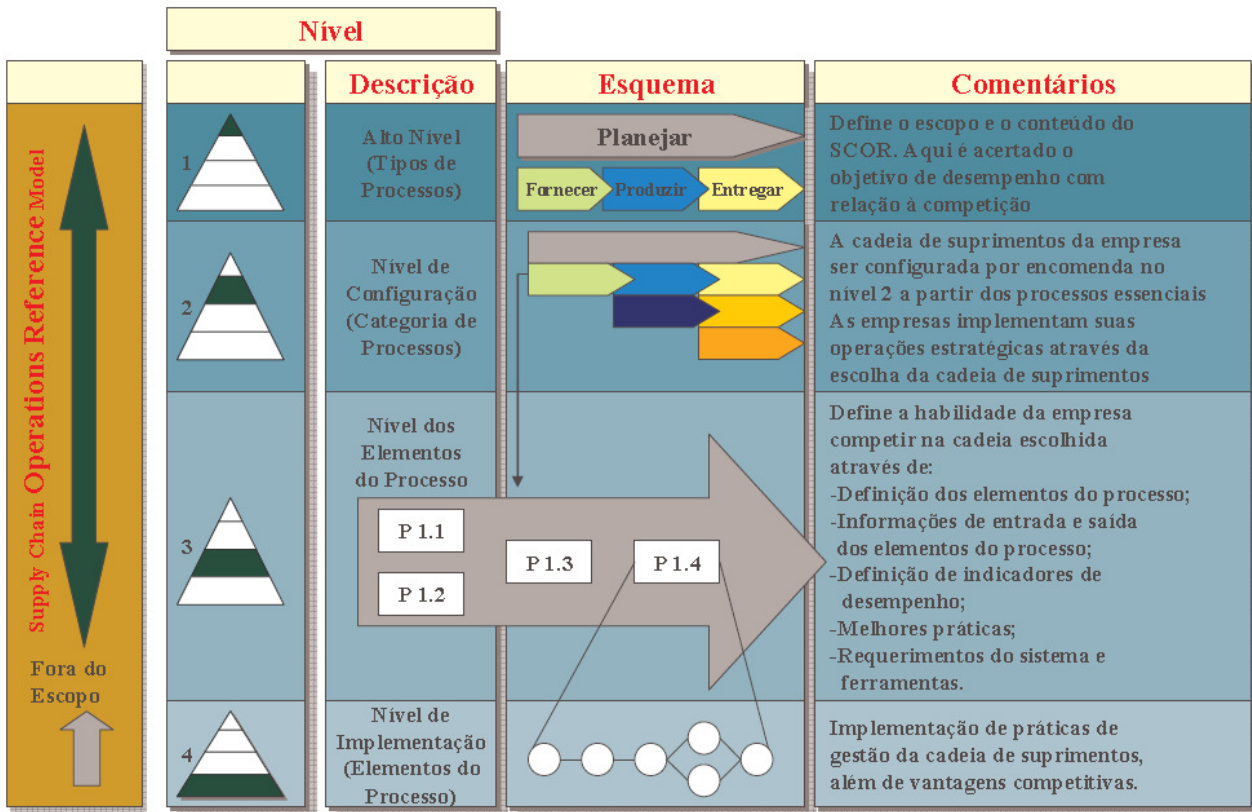 Nível
Descrição
Esquema
Comentários
Supply Chain Operations Reference Model
Fora do
Escopo
1
Alto Nível
(Tipos de
Processos)
Planejar
Fornecer
Produzir
Entregar
Define o escopo e o conteúdo do
SCOR. Aqui é acertado o
objetivo de desempenho com
relação à competição
2
Nível de
Configuração
(Categoria de
Processos)
A cadeia de suprimentos da empresa
ser configurada por encomenda no
nível 2 a partir dos processos essenciais
As empresas implementam suas
operações estratégicas através da
escolha da cadeia de suprimentos
3
Nível dos
Elementos
do Processo
P 1.1
P 1.2
P 1.3
P 1.4
Define a habilidade da empresa
competir na cadeia escolhida
através de:
-Definição dos elementos do processo;
-Informações de entrada e saída
dos elementos do processo;
-Definição de indicadores de
desempenho;
-Melhores práticas;
-Requerimentos do sistema e
ferramentas.
4
Nível de
Implementação
(Elementos do
Processo)
Implementação de práticas de
gestão da cadeia de suprimentos,
além de vantagens competitivas.